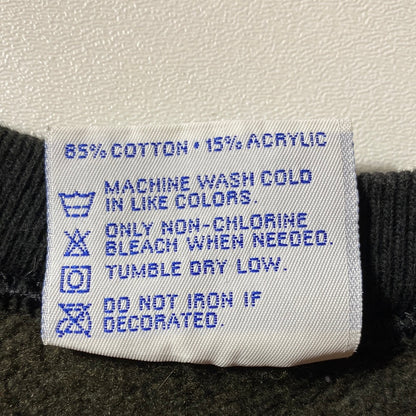 85% COTTON • 15% ACRYLIC
MACHINE WASH COLD
IN LIKE COLORS.
ONLY NON-CHLORINE
BLEACH WHEN NEEDED.
TUMBLE DRY LOW.
DO NOT IRON IF
DECORATED.